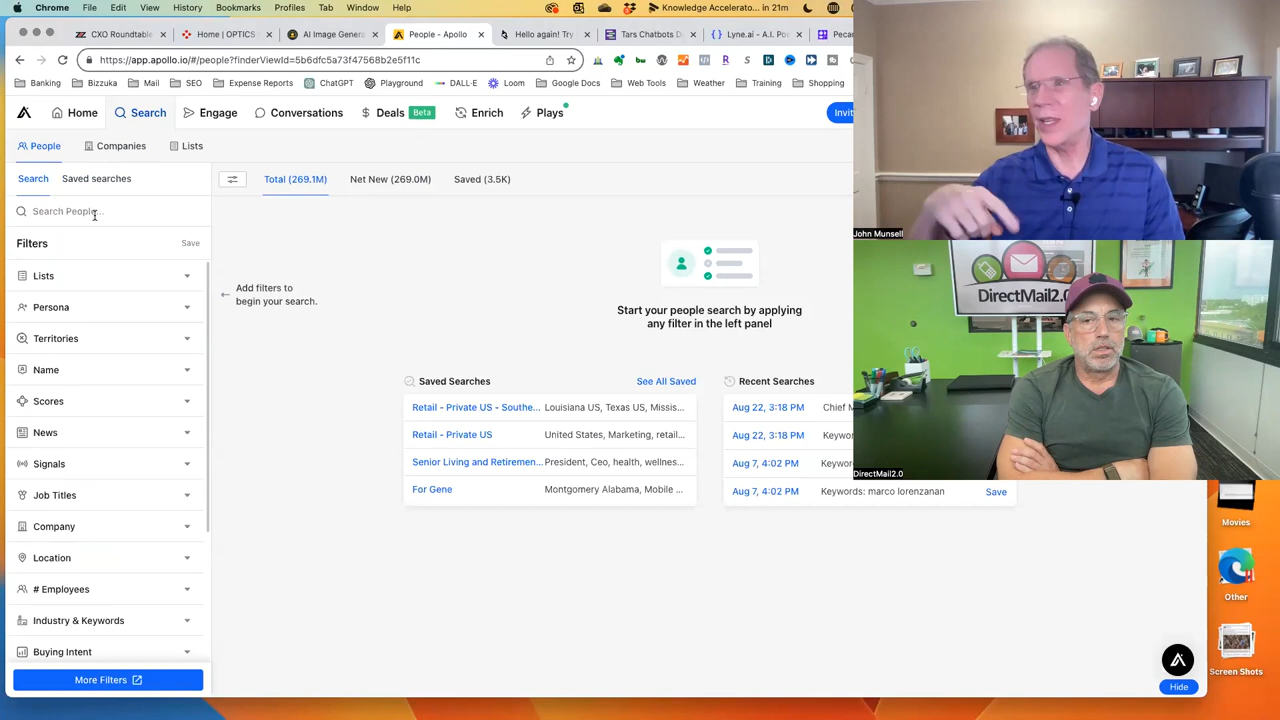 Chrome File Edit View History Bookmarks Profiles Tab Window Help Knowledge Accelerato... in 21m
CXO Roundtable Home | OPTICS AI Image Genera People - Apollo Hello again! Try Tars Chatbots D Lyne.ai - A.I. Po Pecan
https://app.apollo.io/#/people?finderViewId=5b6dfc5a73f47568b2e5f11c
Banking Bizzuka Mail SEO Expense Reports ChatGPT Playground DALL-E Loom Google Docs Web Tools Weather Training Shopping
Home Search Engage Conversations Deals Beta Enrich Plays Invit
People Companies Lists
Search Saved searches
Total (269.1M) Net New (269.0M) Saved (3.5K)
Search People...
Filters Save
Lists
Persona
Territories
Name
Scores
News
Signals
Job Titles
Company
Location
# Employees
Industry & Keywords
Buying Intent
More Filters
Add filters to
begin your search.
Start your people search by applying
any filter in the left panel
Saved Searches See All Saved
Retail - Private US - Southe... Louisiana US, Texas US, Missis...
Retail - Private US United States, Marketing, retail...
Senior Living and Retiremen... President, Ceo, health, wellnes...
For Gene Montgomery Alabama, Mobile ...
Recent Searches
Aug 22, 3:18 PM Chief M
Aug 22, 3:18 PM Keywor
Aug 7, 4:02 PM Keywor
Aug 7, 4:02 PM Keywords: marco lorenzanan Save
John Munsell
DirectMail2.0
DirectMail2.0
Movies
Other
Screen Shots
Hide